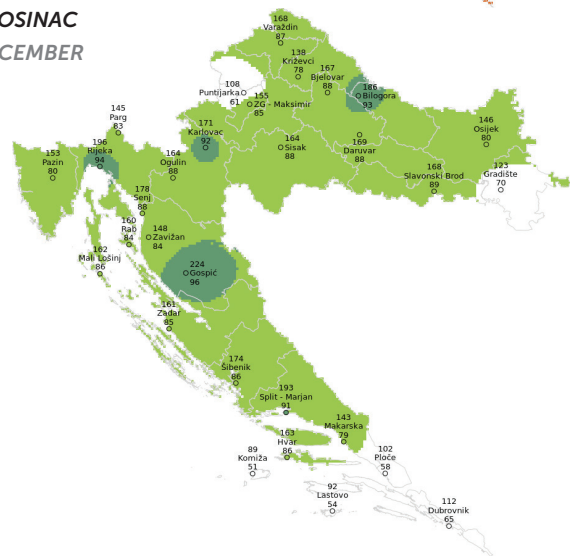 OSINAC
CEMBER
168
Varaždin
87
138
Križevci
78
167
Bjelovar
88
186
Bilogora
93
108
Puntijarka
61
155
ZG - Maksimir
85
145
Parg
83
171
Karlovac
92
146
Osijek
80
153
Pazin
80
196
Rijeka
94
164
Ogulin
88
164
Sisak
88
169
Daruvar
88
168
Slavonski Brod
89
123
Gradište
70
178
Senj
88
160
Rab
84
148
Zavižan
84
162
Mali Lošinj
86
224
Gospić
96
161
Zadar
85
174
Šibenik
86
193
Split - Marjan
91
143
Makarska
79
163
Hvar
86
89
Komiža
51
102
Ploče
58
92
Lastovo
54
112
Dubrovnik
65